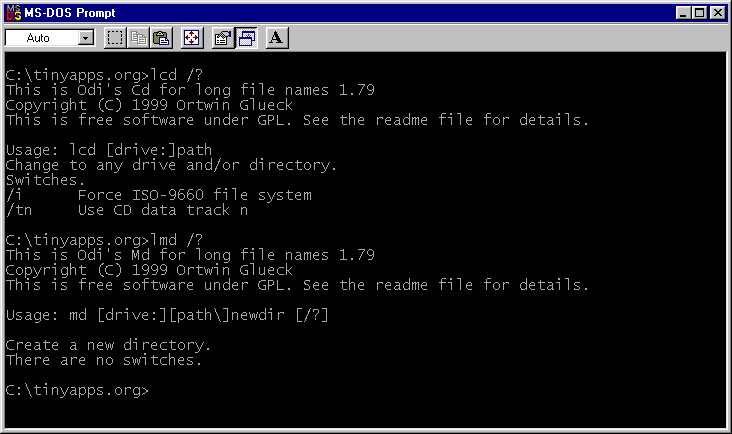 MS-DOS Prompt
Auto
A
C:\tinyapps.org>lcd /?
This is Odi's Cd for long file names 1.79
Copyright (C) 1999 Ortwin Glueck
This is free software under GPL. See the readme file for details.
Usage: lcd [drive:]path
Change to any drive and/or directory.
Switches.
/i      Force ISO-9660 file system
/tn     Use CD data track n
C:\tinyapps.org>lmd /?
This is Odi's Md for long file names 1.79
Copyright (C) 1999 Ortwin Glueck
This is free software under GPL. See the readme file for details.
Usage: md [drive:][path\]newdir [/?]
Create a new directory.
There are no switches.
C:\tinyapps.org>